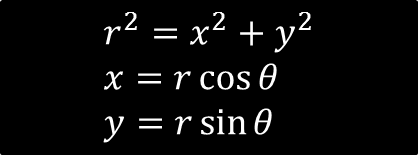 r² = x² + y²
x = r cos θ
y = r sin θ